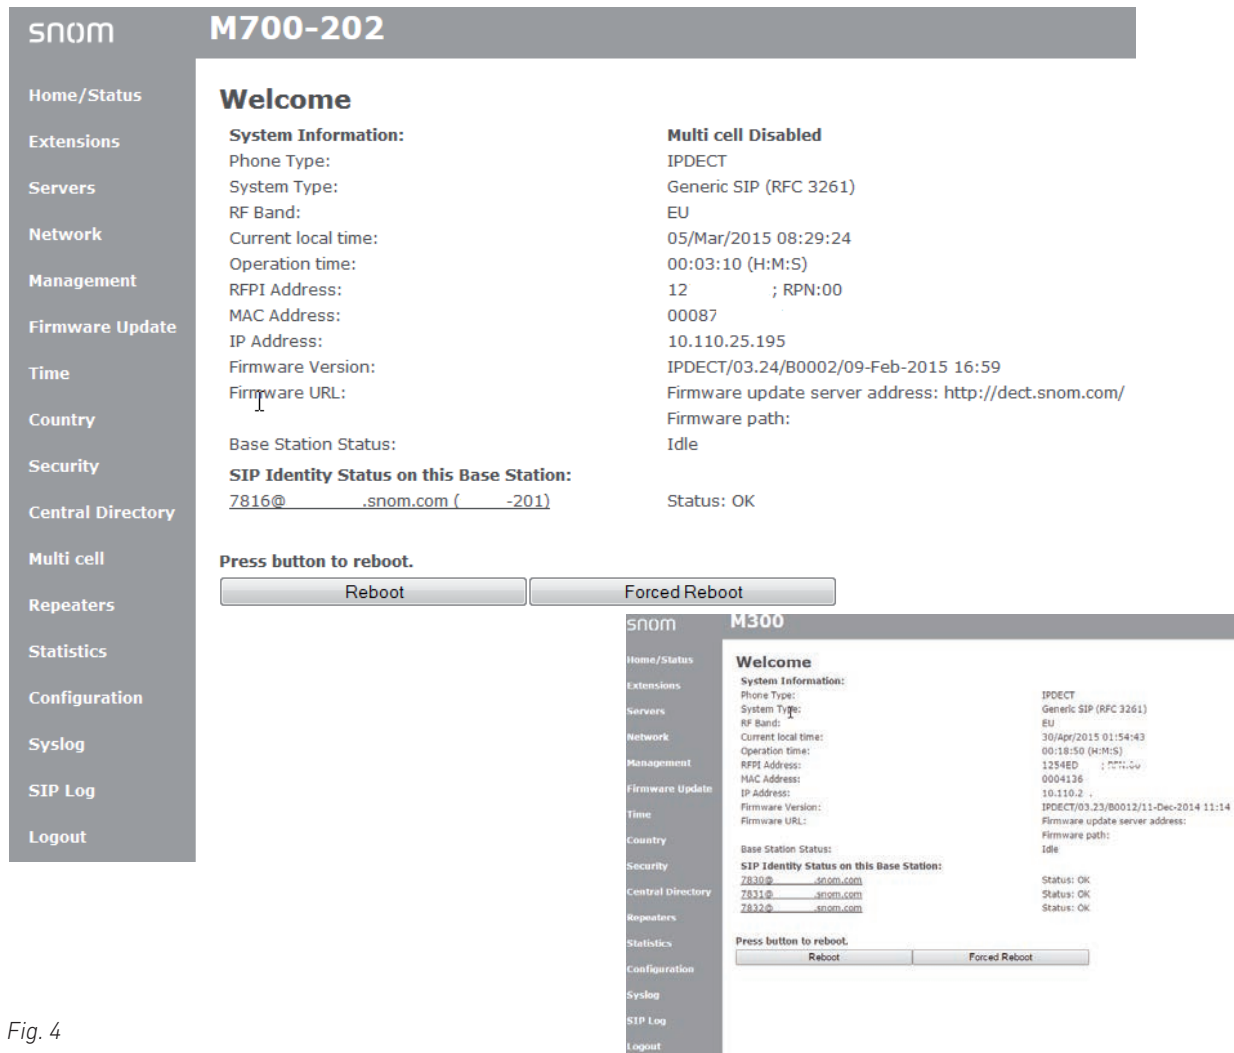 snom M700-202
Home/Status
Extensions
Servers
Network
Management
Firmware Update
Time
Country
Security
Central Directory
Multi cell
Repeaters
Statistics
Configuration
Syslog
SIP Log
Logout
Welcome
System Information: Multi cell Disabled
Phone Type: IPDECT
System Type: Generic SIP (RFC 3261)
RF Band: EU
Current local time: 05/Mar/2015 08:29:24
Operation time: 00:03:10 (H:M:S)
RFPI Address: 12 ; RPN:00
MAC Address: 00087
IP Address: 10.110.25.195
Firmware Version: IPDECT/03.24/B0002/09-Feb-2015 16:59
Firmware URL: Firmware update server address: http://dect.snom.com/
Firmware path:
Base Station Status: Idle
SIP Identity Status on this Base Station:
7816@ .snom.com ( -201) Status: OK
Press button to reboot.
Reboot Forced Reboot
snom M300
Home/Status
Extensions
Servers
Network
Management
Firmware Update
Time
Country
Security
Central Directory
Repeaters
Statistics
Configuration
Syslog
SIP Log
Logout
Welcome
System Information:
Phone Type: IPDECT
System Type: Generic SIP (RFC 3261)
RF Band: EU
Current local time: 30/Apr/2015 01:54:43
Operation time: 00:18:50 (H:M:S)
RFPI Address: 1254ED ;
MAC Address: 0004136
IP Address: 10.110.2 .
Firmware Version: IPDECT/03.23/B0012/11-Dec-2014 11:14
Firmware URL: Firmware update server address:
Firmware path:
Base Station Status: Idle
SIP Identity Status on this Base Station:
7830@ .snom.com Status: OK
7831@ .snom.com Status: OK
7832@ .snom.com Status: OK
Press button to reboot.
Reboot Forced Reboot
Fig. 4